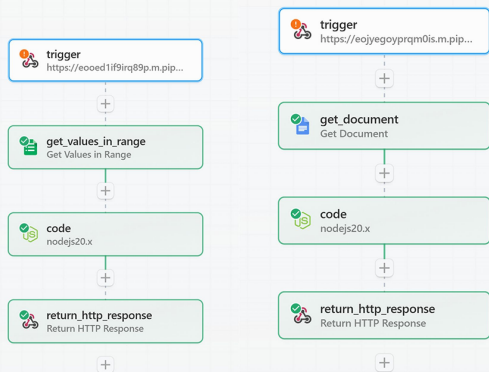 trigger
https://eooed1if9irq89p.m.pip...
get_values_in_range
Get Values in Range
code
nodejs20.x
return_http_response
Return HTTP Response
trigger
https://eojyegoyprqm0is.m.pip...
get_document
Get Document
code
nodejs20.x
return_http_response
Return HTTP Response